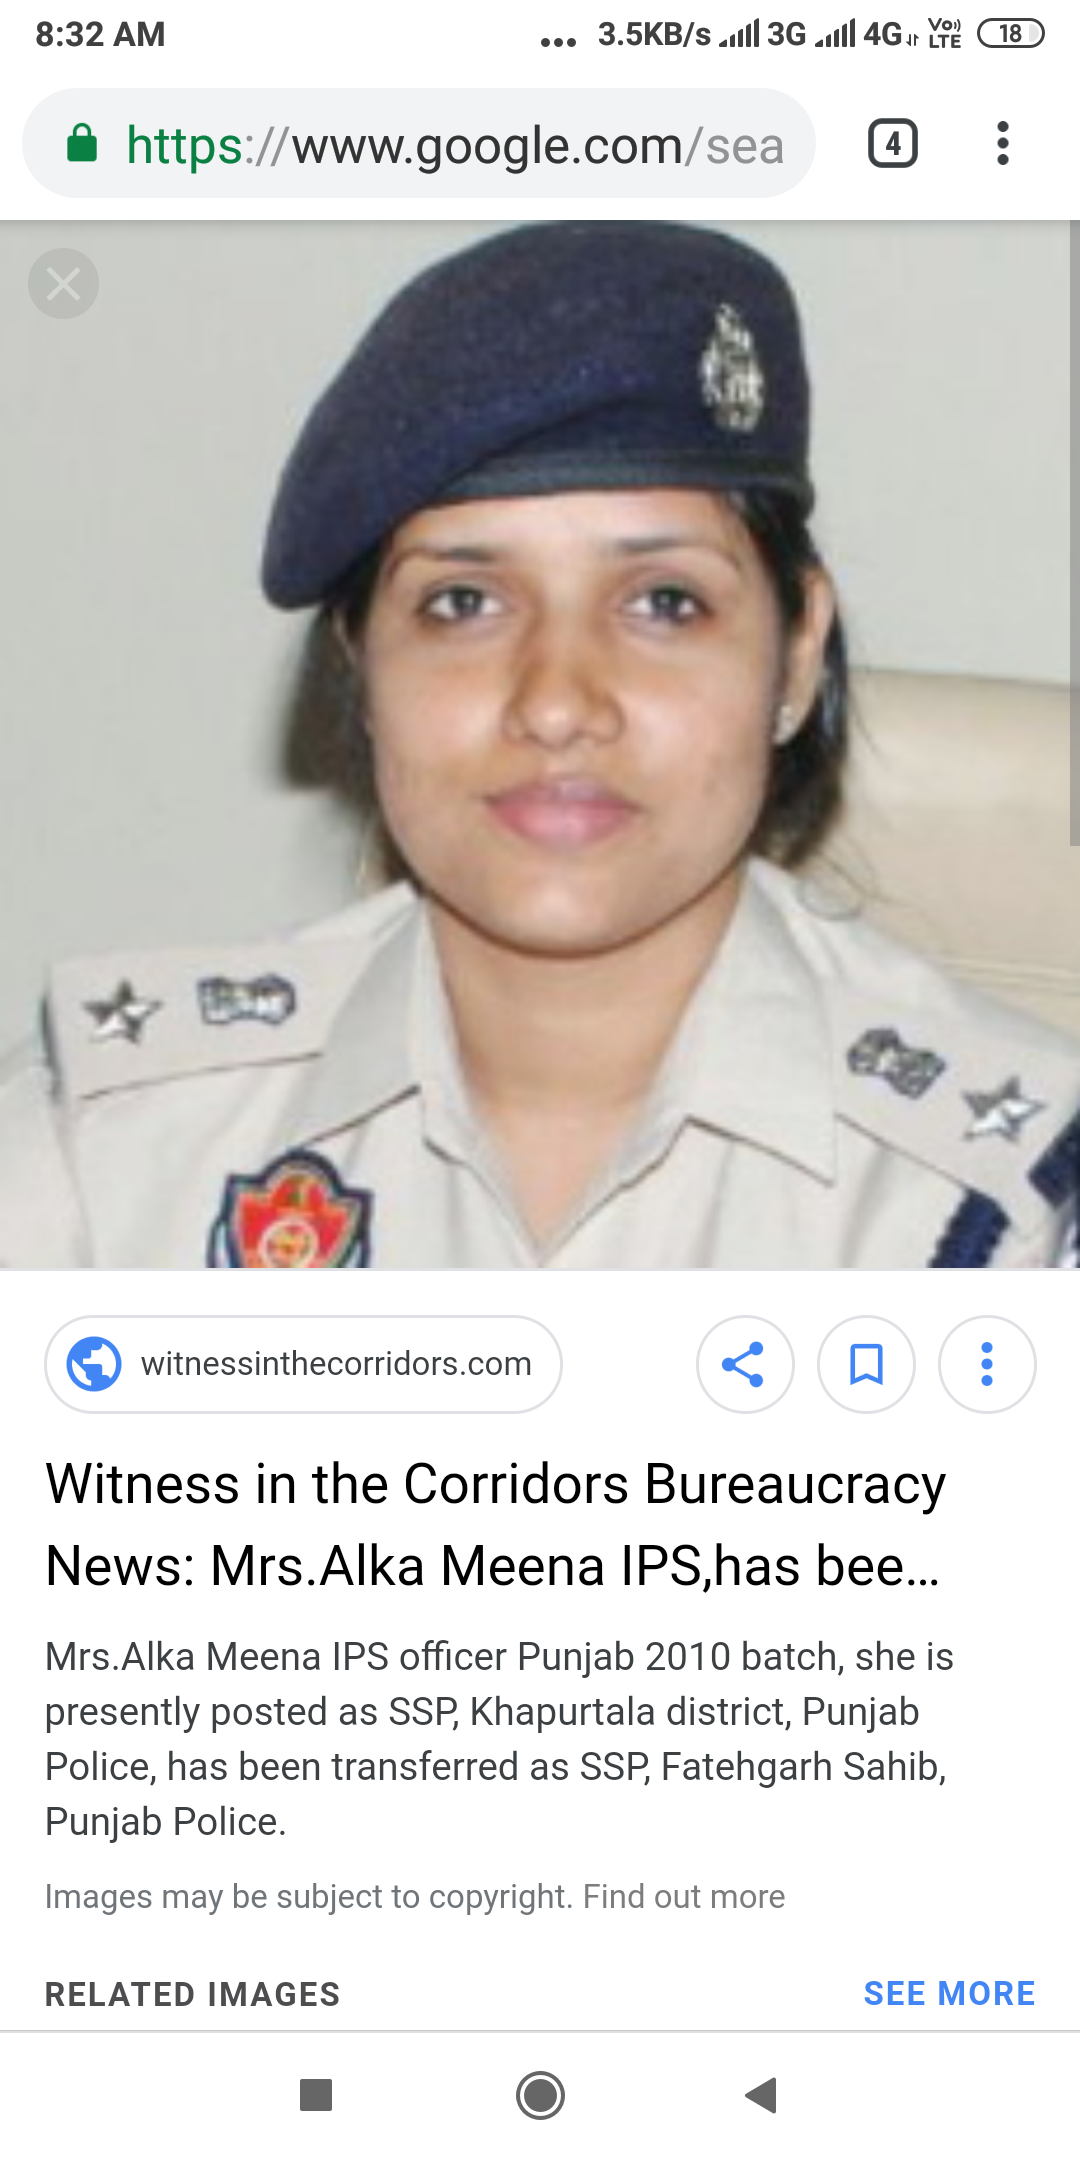 8:32 AM ... 3.5KB/s 3G 4G Vo)) LTE 18
https://www.google.com/sea 4
witnessinthecorridors.com
Witness in the Corridors Bureaucracy
News: Mrs.Alka Meena IPS,has bee...
Mrs.Alka Meena IPS officer Punjab 2010 batch, she is
presently posted as SSP, Khapurtala district, Punjab
Police, has been transferred as SSP, Fatehgarh Sahib,
Punjab Police.
Images may be subject to copyright. Find out more
RELATED IMAGES SEE MORE